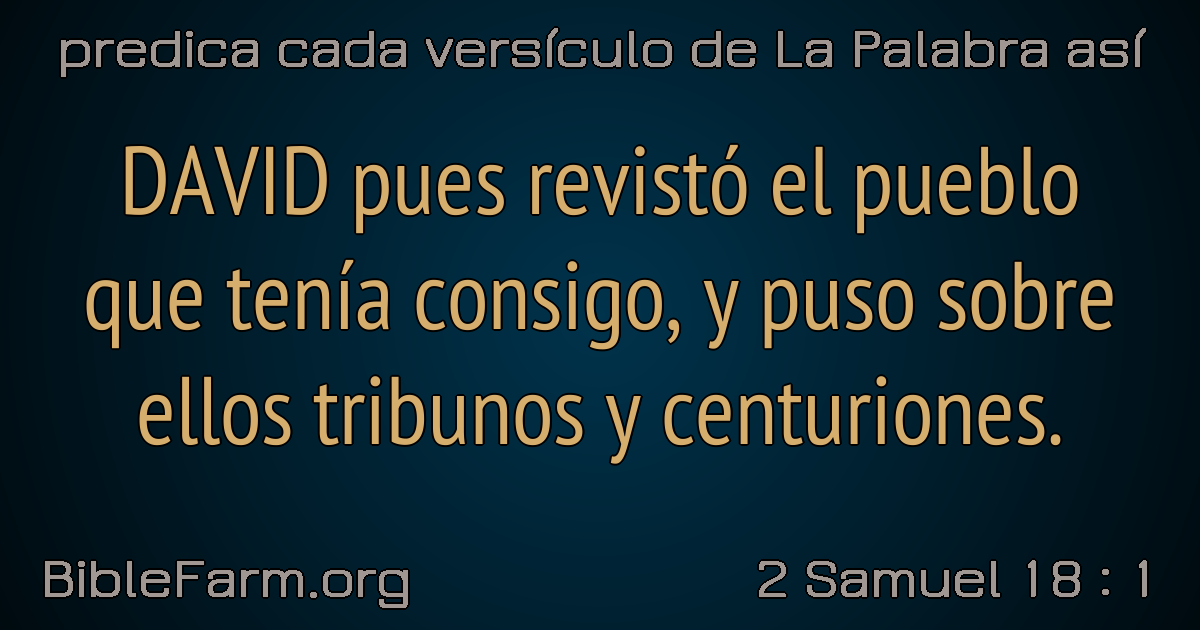 predica cada versículo de La Palabra así
DAVID pues revistó el pueblo
que tenía consigo, y puso sobre
ellos tribunos y centuriones.
BibleFarm.org
2 Samuel 18 : 1